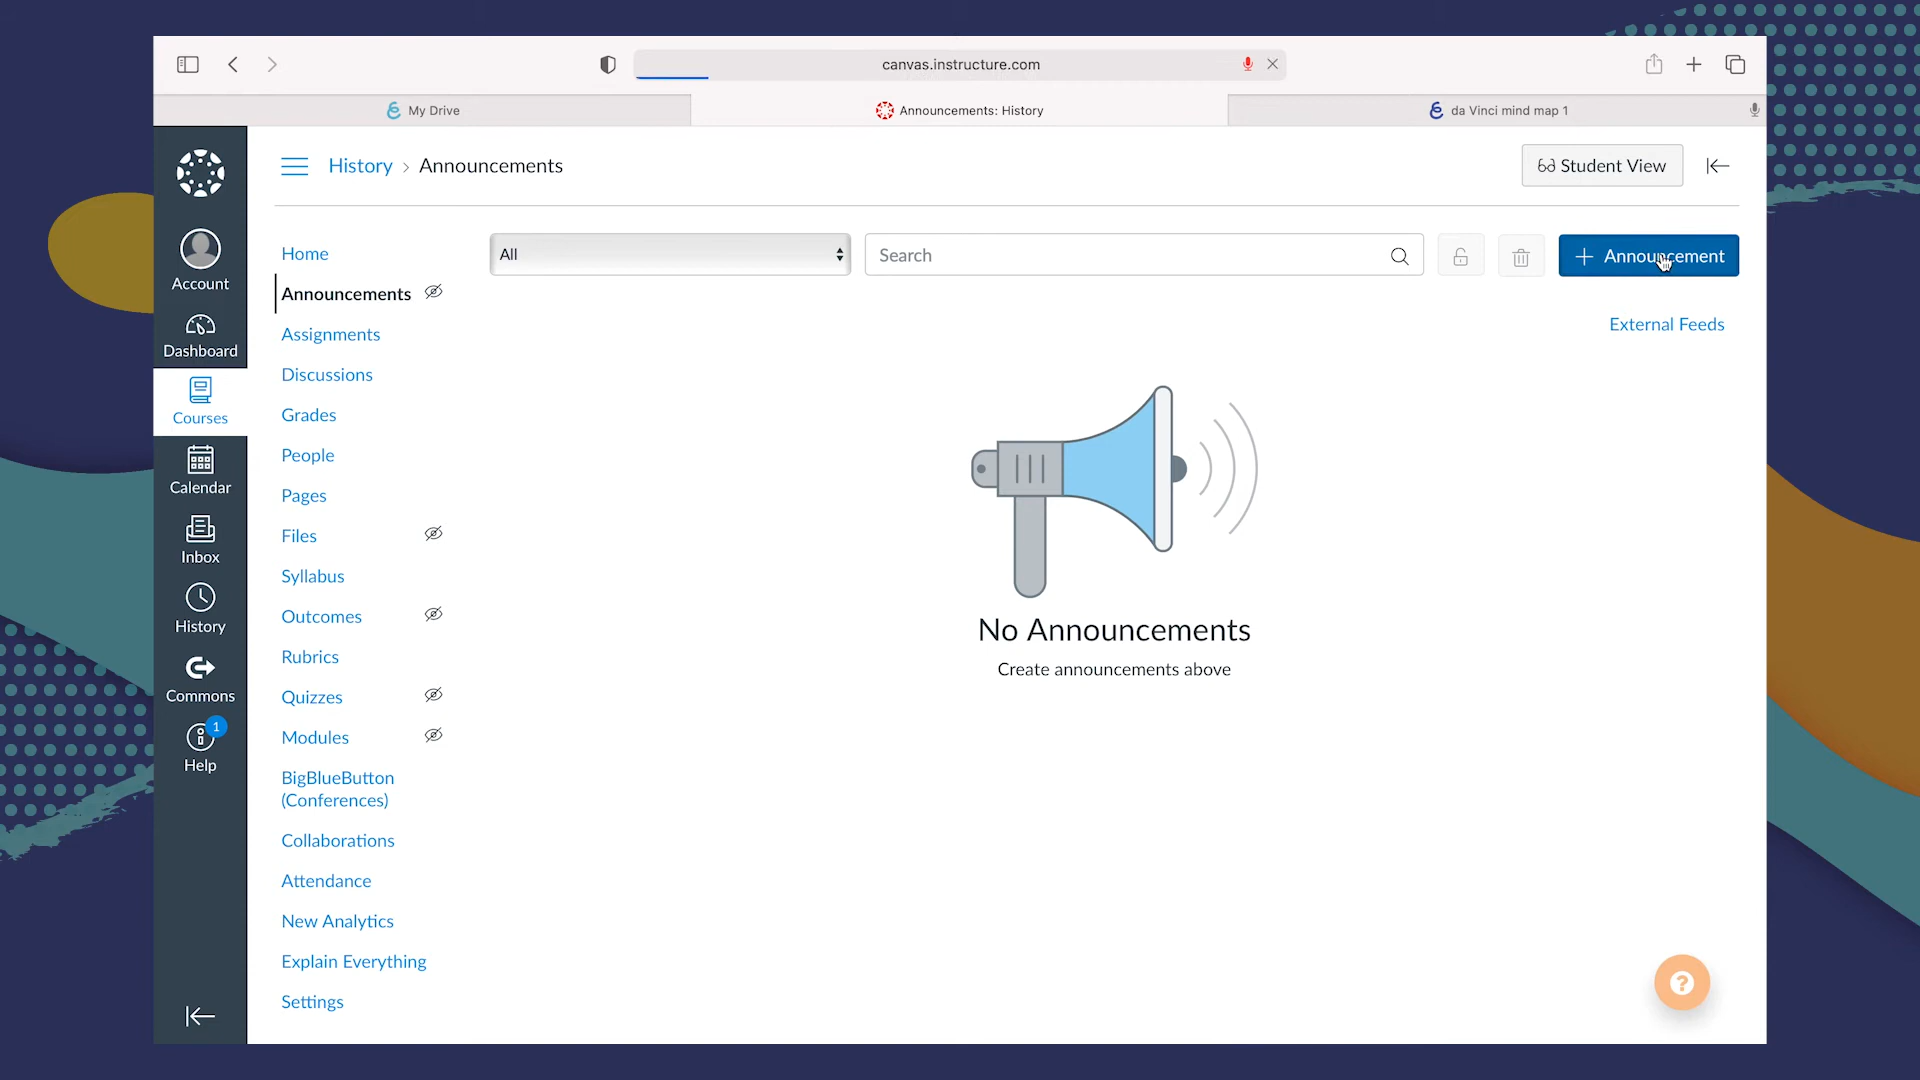 canvas.instructure.com
My Drive
Announcements: History
da Vinci mind map 1
History > Announcements
Student View
Account
Dashboard
Courses
Calendar
Inbox
History
Commons
1
Help
Home
Announcements
Assignments
Discussions
Grades
People
Pages
Files
Syllabus
Outcomes
Rubrics
Quizzes
Modules
BigBlueButton
(Conferences)
Collaborations
Attendance
New Analytics
Explain Everything
Settings
All
Search
+ Announcement
External Feeds
No Announcements
Create announcements above
?